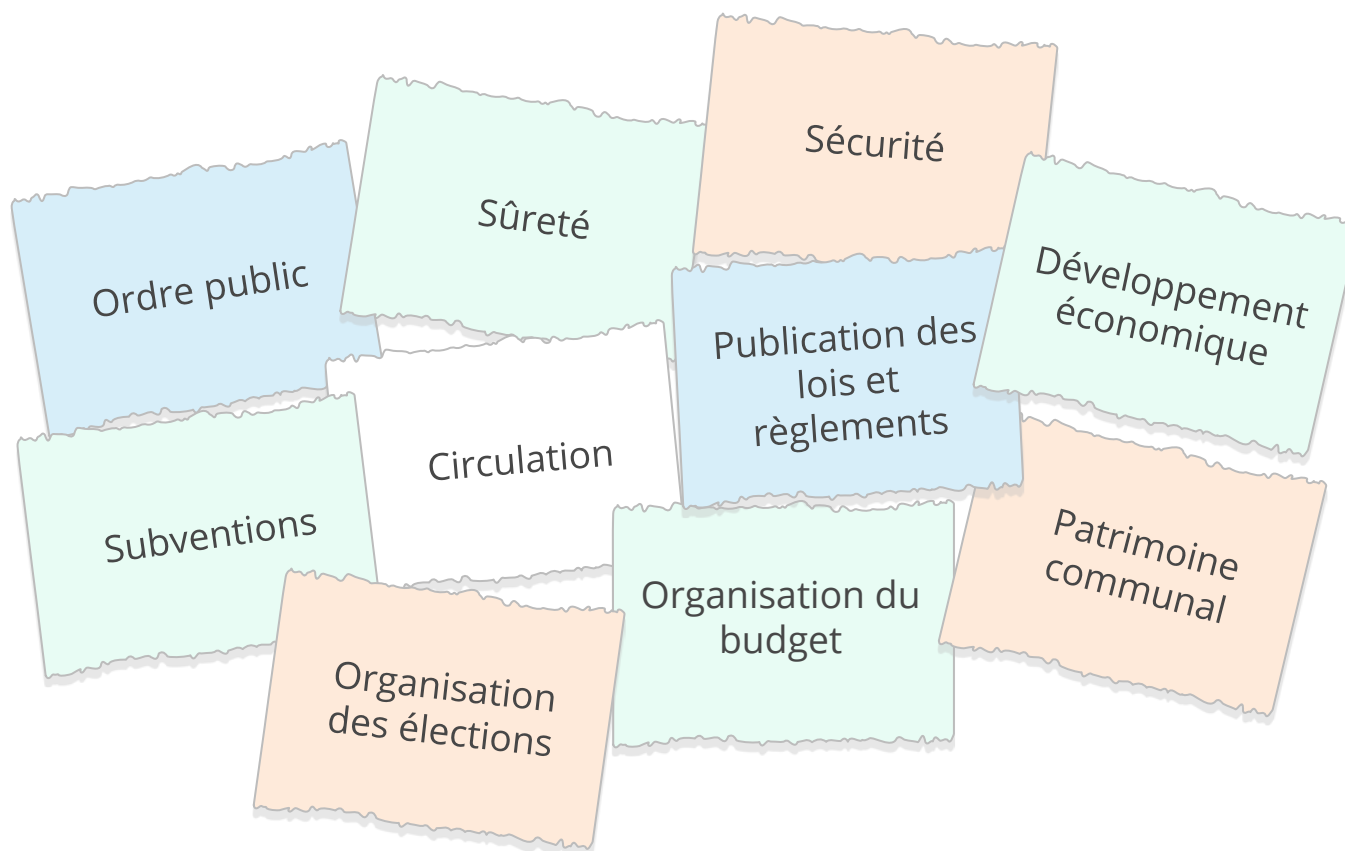 Sécurité
Sûreté
Ordre public
Développement
économique
Publication des
lois et
règlements
Circulation
Subventions
Patrimoine
communal
Organisation du
budget
Organisation
des élections